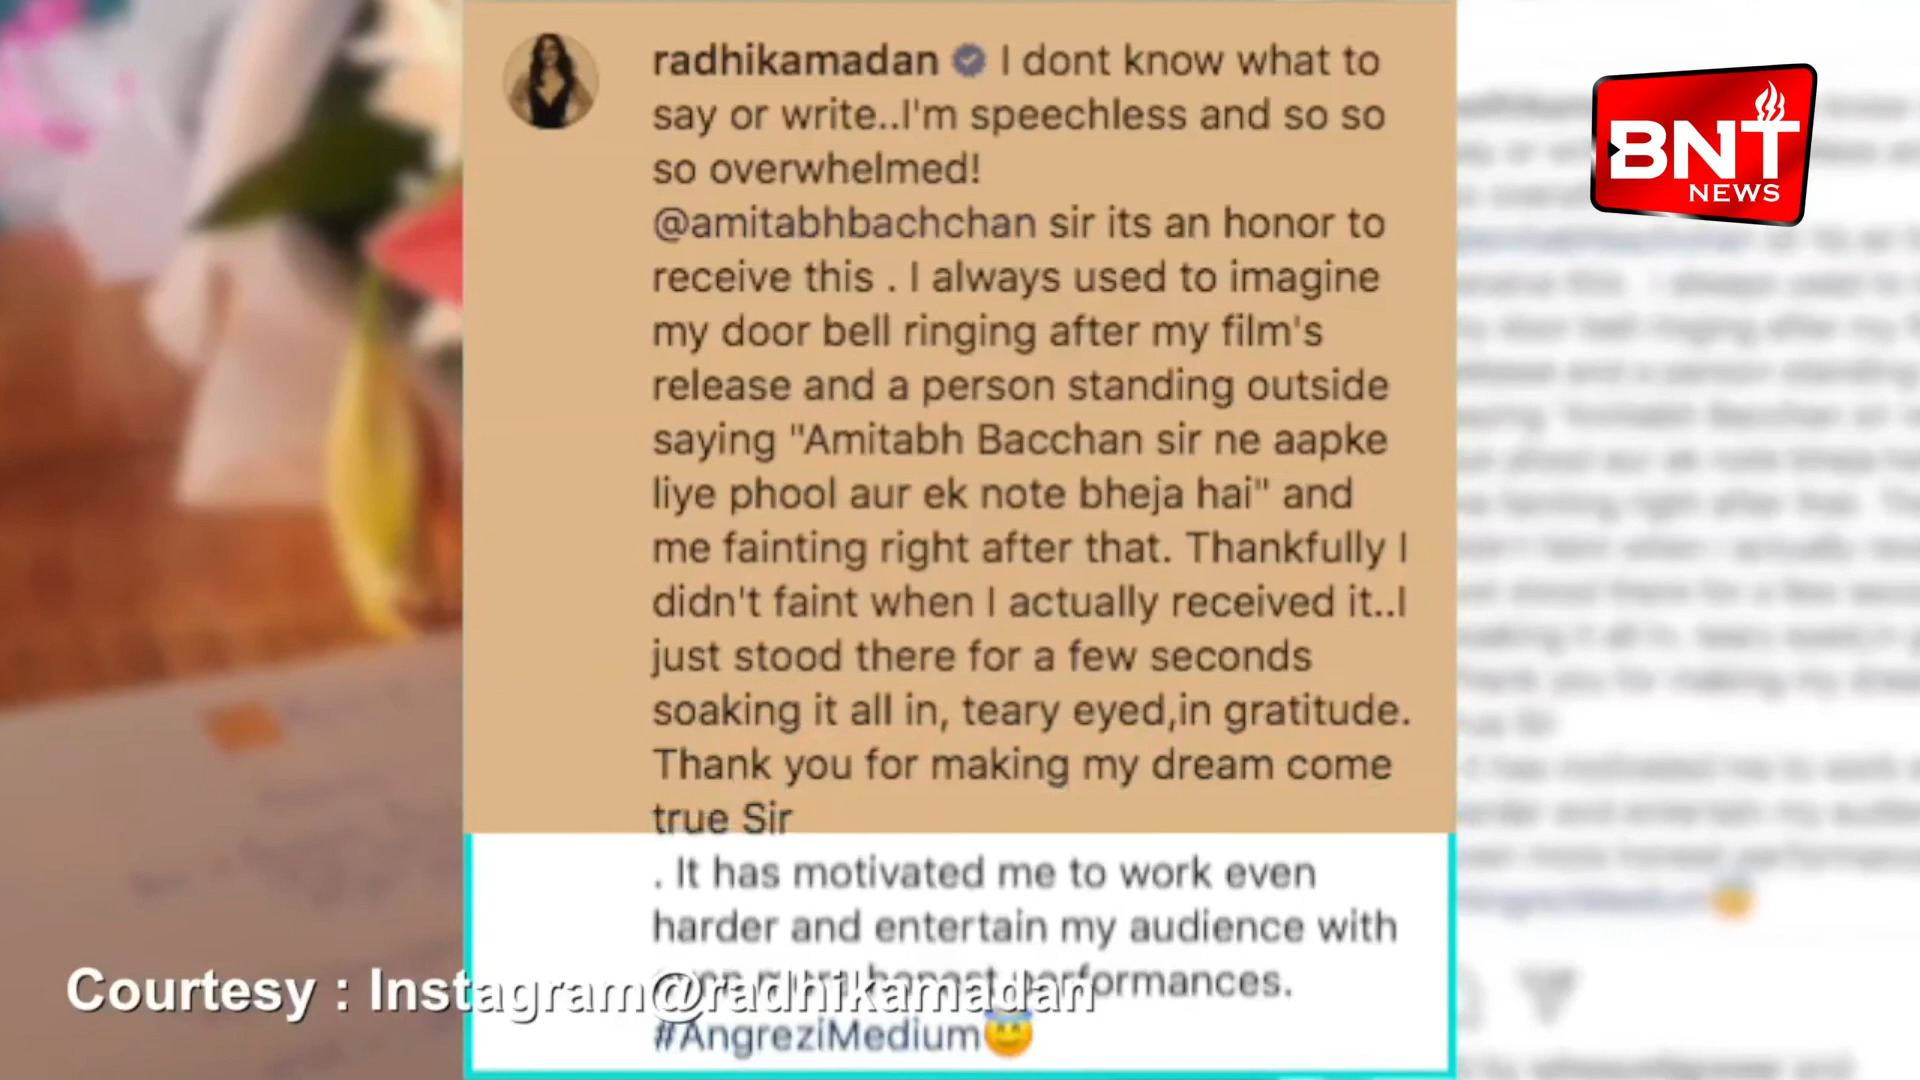 radhikamadan I dont know what to
say or write..I'm speechless and so so
so overwhelmed!
@amitabhbachchan sir its an honor to
receive this . I always used to imagine
my door bell ringing after my film's
release and a person standing outside
saying "Amitabh Bacchan sir ne aapke
liye phool aur ek note bheja hai" and
me fainting right after that. Thankfully I
didn't faint when I actually received it..I
just stood there for a few seconds
soaking it all in, teary eyed,in gratitude.
Thank you for making my dream come
true Sir
. It has motivated me to work even
harder and entertain my audience with
performances.
#AngreziMedium😇
Courtesy : Instagram@radhikamadan
BNT
NEWS